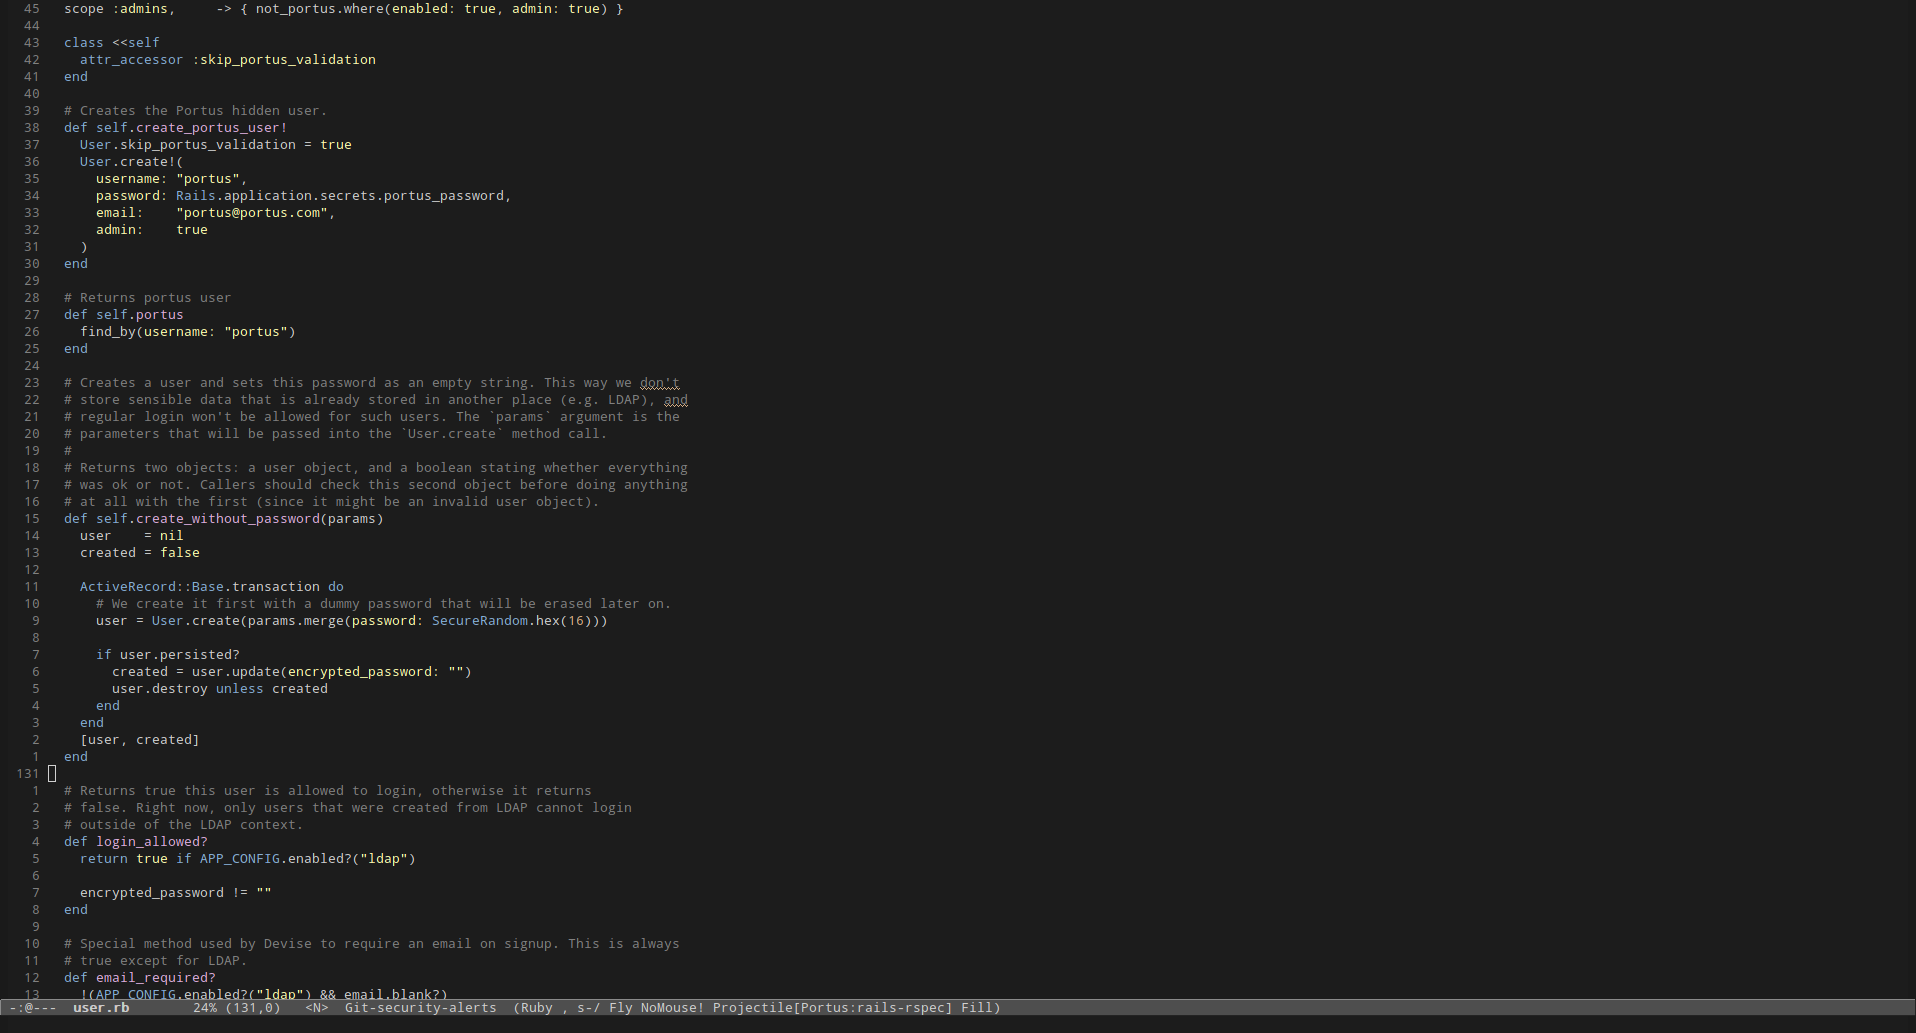 45   scope :admins,     -> { not_portus.where(enabled: true, admin: true) }
44
43   class <<self
42     attr_accessor :skip_portus_validation
41   end
40
39   # Creates the Portus hidden user.
38   def self.create_portus_user!
37     User.skip_portus_validation = true
36     User.create!(
35       username: "portus",
34       password: Rails.application.secrets.portus_password,
33       email:    "portus@portus.com",
32       admin:    true
31     )
30   end
29
28   # Returns portus user
27   def self.portus
26     find_by(username: "portus")
25   end
24
23   # Creates a user and sets this password as an empty string. This way we don't
22   # store sensible data that is already stored in another place (e.g. LDAP), and
21   # regular login won't be allowed for such users. The `params` argument is the
20   # parameters that will be passed into the `User.create` method call.
19   #
18   # Returns two objects: a user object, and a boolean stating whether everything
17   # was ok or not. Callers should check this second object before doing anything
16   # at all with the first (since it might be an invalid user object).
15   def self.create_without_password(params)
14     user    = nil
13     created = false
12
11     ActiveRecord::Base.transaction do
10       # We create it first with a dummy password that will be erased later on.
9       user = User.create(params.merge(password: SecureRandom.hex(16)))
8
7       if user.persisted?
6         created = user.update(encrypted_password: "")
5         user.destroy unless created
4       end
3     end
2     [user, created]
1   end
131
1   # Returns true this user is allowed to login, otherwise it returns
2   # false. Right now, only users that were created from LDAP cannot login
3   # outside of the LDAP context.
4   def login_allowed?
5     return true if APP_CONFIG.enabled?("ldap")
6
7     encrypted_password != ""
8   end
9
10   # Special method used by Devise to require an email on signup. This is always
11   # true except for LDAP.
12   def email_required?
13     !(APP_CONFIG.enabled?("ldap") && email.blank?)
-:@---  user.rb        24% (131,0)   <N>  Git-security-alerts  (Ruby , s-/ Fly NoMouse! Projectile[Portus:rails-rspec] Fill)